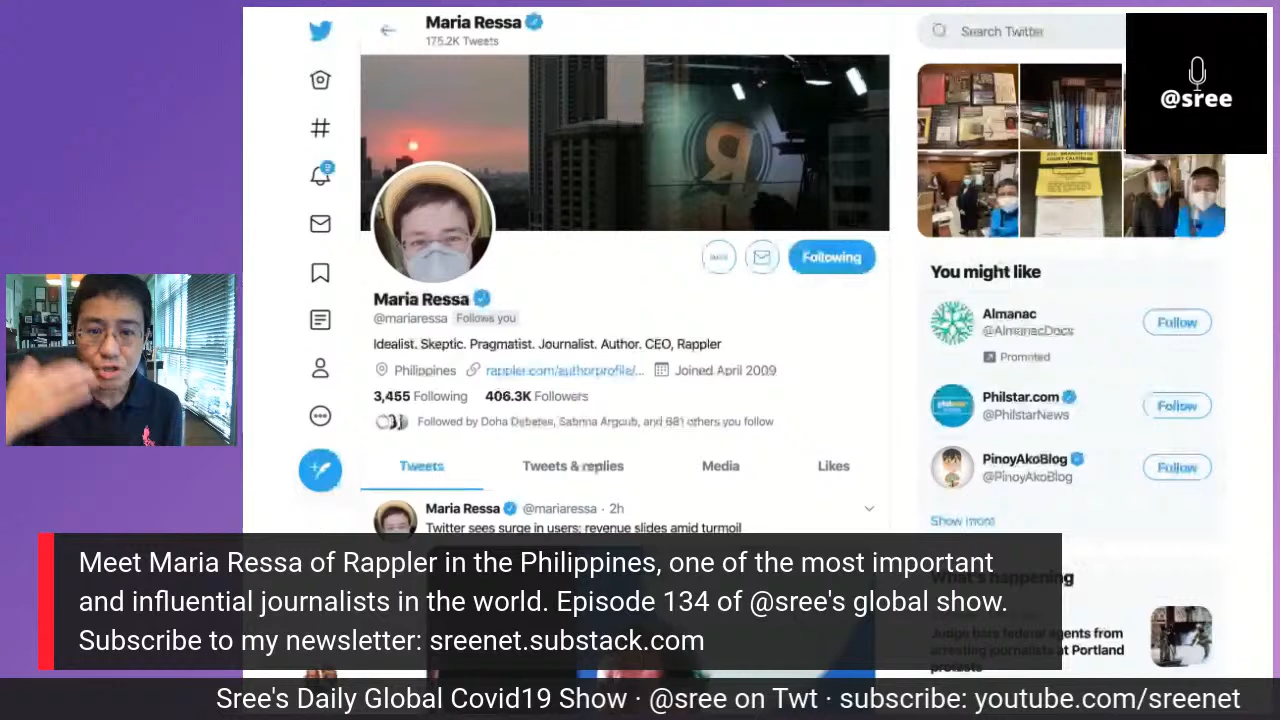 Maria Ressa
175.2K Tweets
Search Twitter
@sree
Following
Maria Ressa
@mariaressa Follows you
Idealist. Skeptic. Pragmatist. Journalist. Author. CEO, Rappler
Philippines rappler.com/authorprofile/... Joined April 2009
3,455 Following 406.3K Followers
Followed by Doha Debates, Sabrina Argoub, and 681 others you follow
Tweets Tweets & replies Media Likes
Maria Ressa @mariaressa · 2h
Twitter sees surge in users; revenue slides amid turmoil
You might like
Almanac
@AlmanacDocs
Follow
Promoted
Philstar.com
@PhilstarNews
Follow
PinoyAkoBlog
@PinoyAkoBlog
Follow
Show more
What's happening
Judge bars federal agents from
arresting journalists at Portland
protests
Meet Maria Ressa of Rappler in the Philippines, one of the most important
and influential journalists in the world. Episode 134 of @sree's global show.
Subscribe to my newsletter: sreenet.substack.com
Sree's Daily Global Covid19 Show · @sree on Twt · subscribe: youtube.com/sreenet